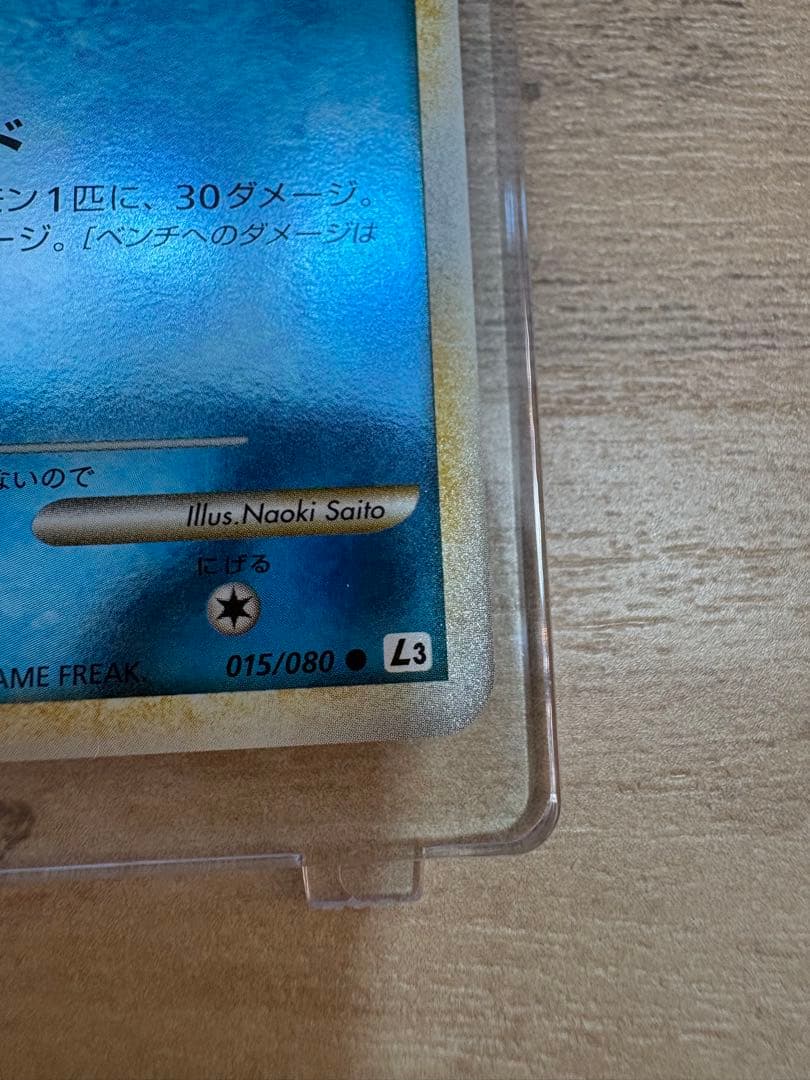 モン1匹に、30ダメージ。
ージ。[ベンチへのダメージは
ないので
Illus.Naoki Saito
にげる
AME FREAK.
015/080 ● L3